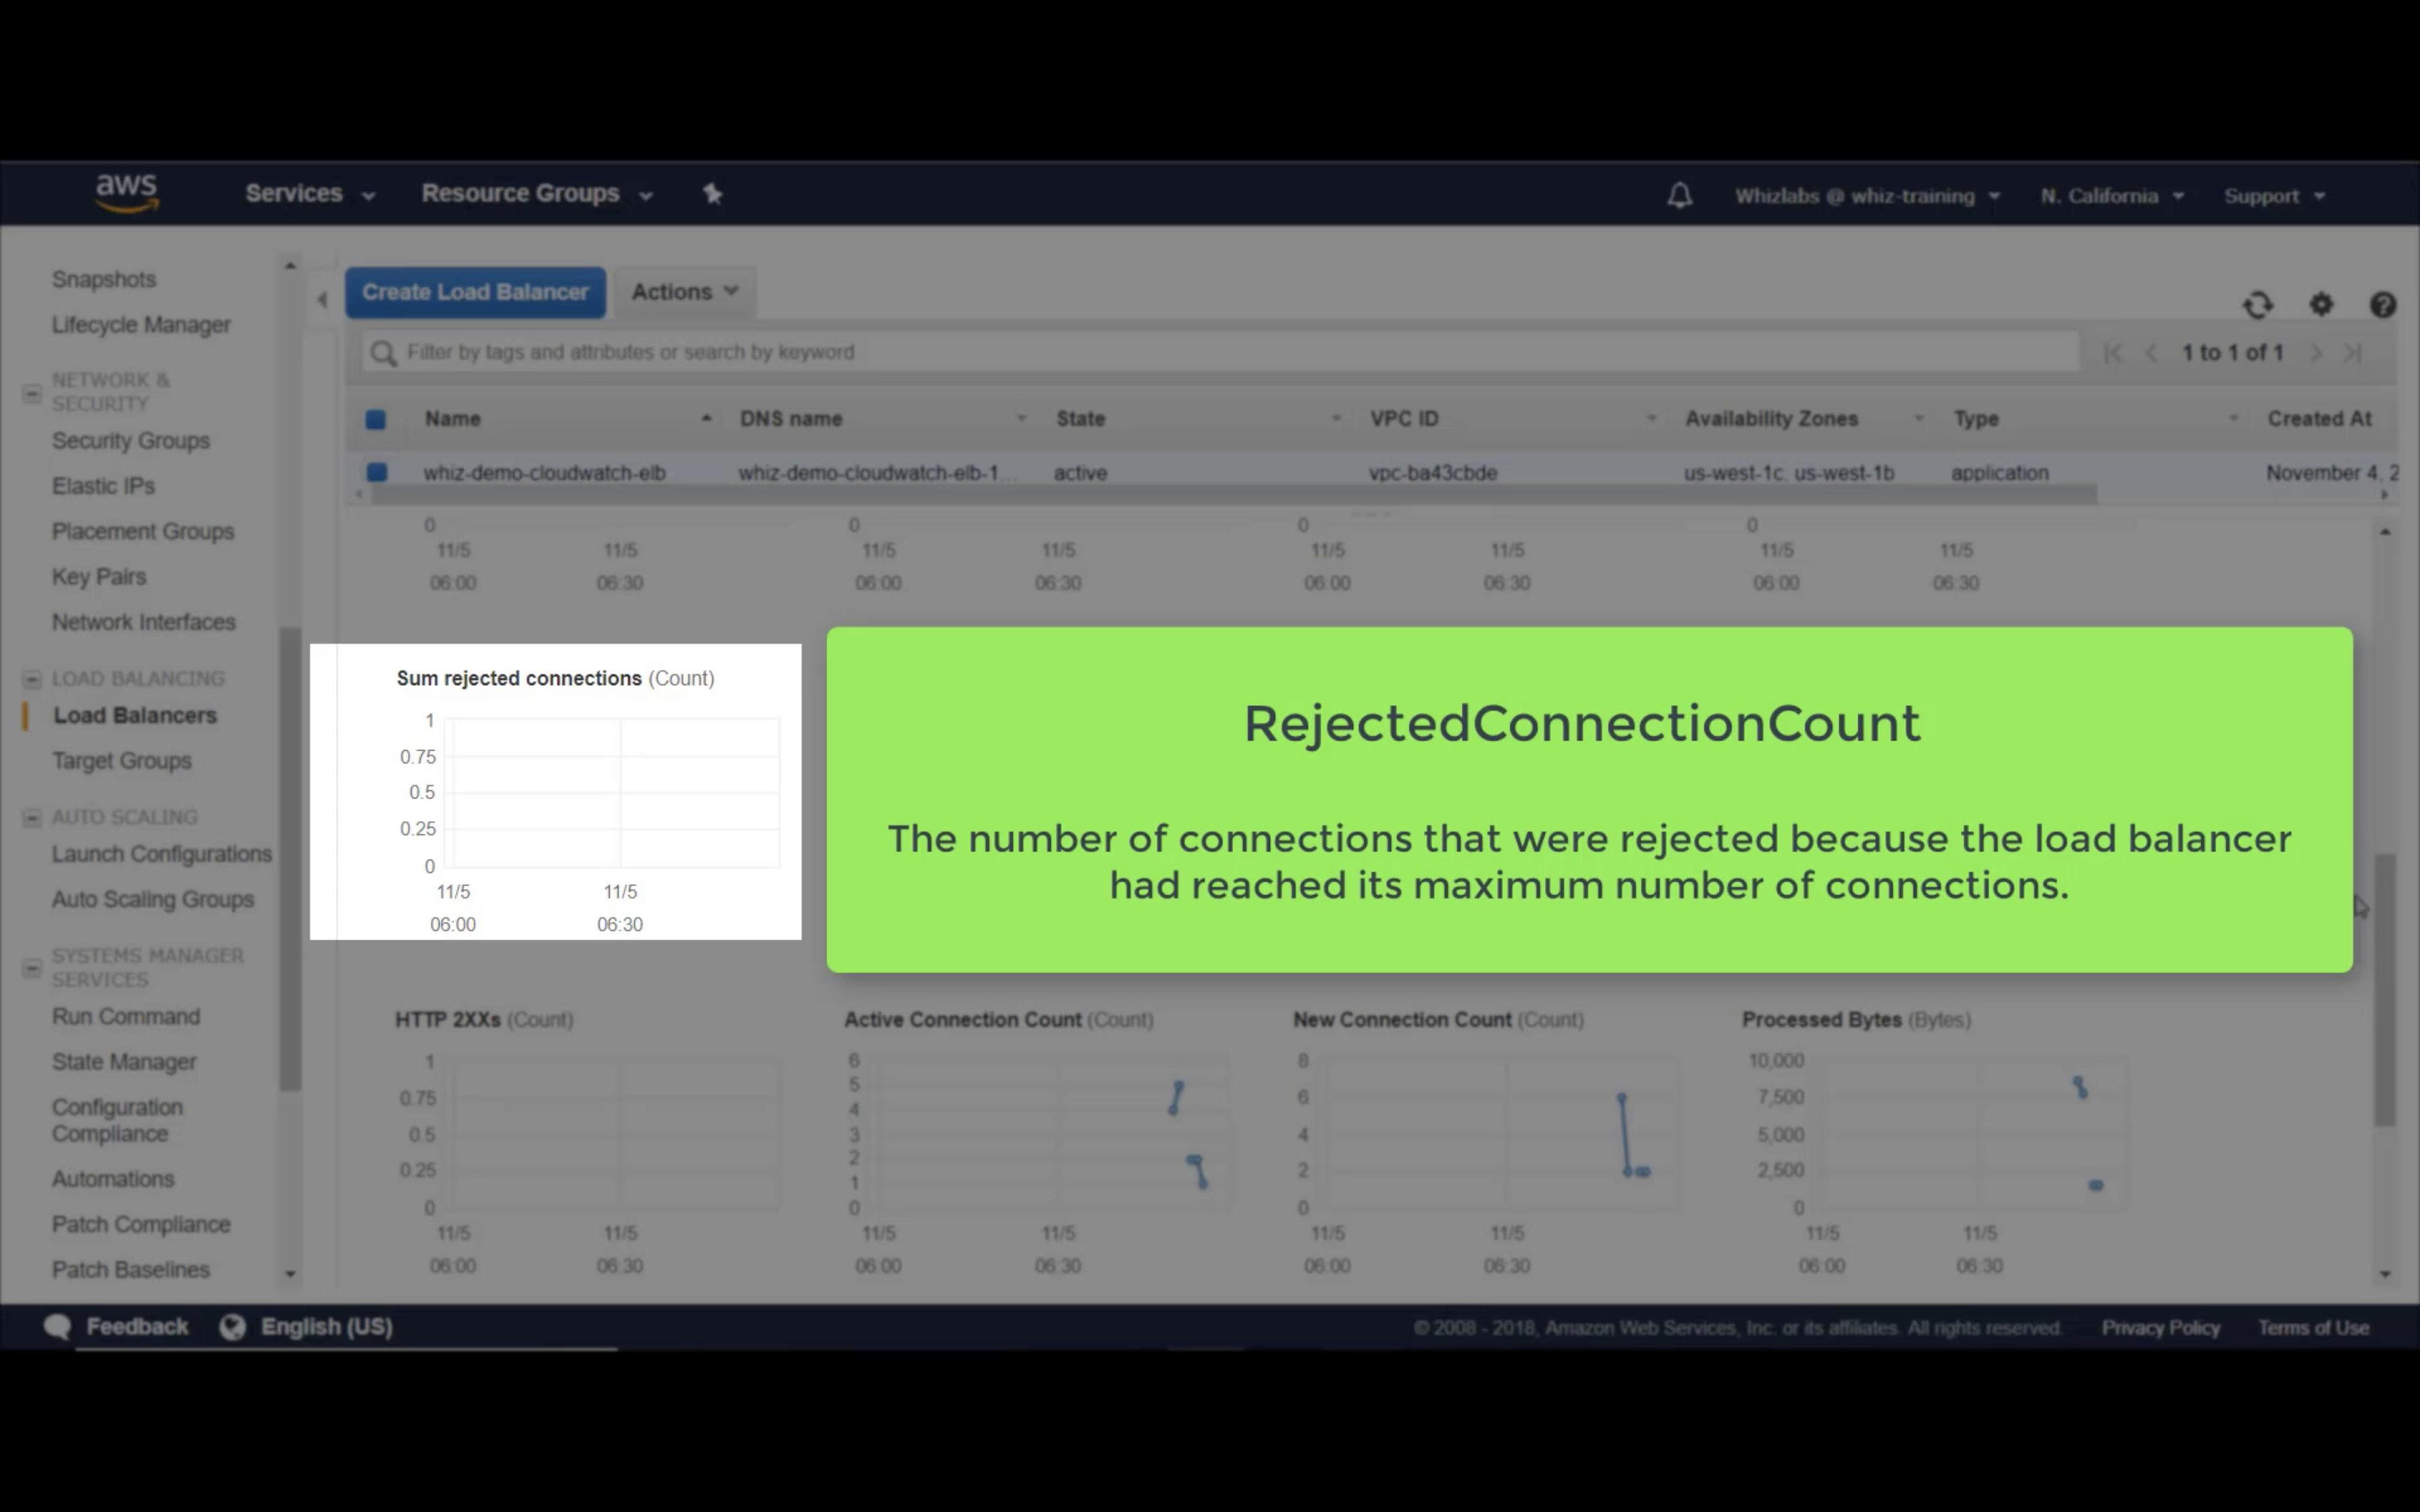 aws Services Resource Groups Whizlabs @ whiz-training N. California Support
Snapshots
Lifecycle Manager
NETWORK &
SECURITY
Security Groups
Elastic IPs
Placement Groups
Key Pairs
Network Interfaces
LOAD BALANCING
Load Balancers
Target Groups
AUTO SCALING
Launch Configurations
Auto Scaling Groups
SYSTEMS MANAGER
SERVICES
Run Command
State Manager
Configuration
Compliance
Automations
Patch Compliance
Patch Baselines
Create Load Balancer Actions
Filter by tags and attributes or search by keyword 1 to 1 of 1
Name DNS name State VPC ID Availability Zones Type Created At
whiz-demo-cloudwatch-elb whiz-demo-cloudwatch-elb-1... active vpc-ba43cbde us-west-1c, us-west-1b application November 4, 2
0 0 0 0
11/5 11/5 11/5 11/5 11/5 11/5 11/5 11/5
06:00 06:30 06:00 06:30 06:00 06:30 06:00 06:30
Sum rejected connections (Count)
1
0.75
0.5
0.25
0
11/5 11/5
06:00 06:30
RejectedConnectionCount
The number of connections that were rejected because the load balancer
had reached its maximum number of connections.
HTTP 2XXs (Count)
1
0.75
0.5
0.25
0
11/5 11/5
06:00 06:30
Active Connection Count (Count)
6
5
4
3
2
1
0
11/5 11/5
06:00 06:30
New Connection Count (Count)
8
6
4
2
0
11/5 11/5
06:00 06:30
Processed Bytes (Bytes)
10,000
7,500
5,000
2,500
0
11/5 11/5
06:00 06:30
Feedback English (US) © 2008 - 2018, Amazon Web Services, Inc. or its affiliates. All rights reserved. Privacy Policy Terms of Use